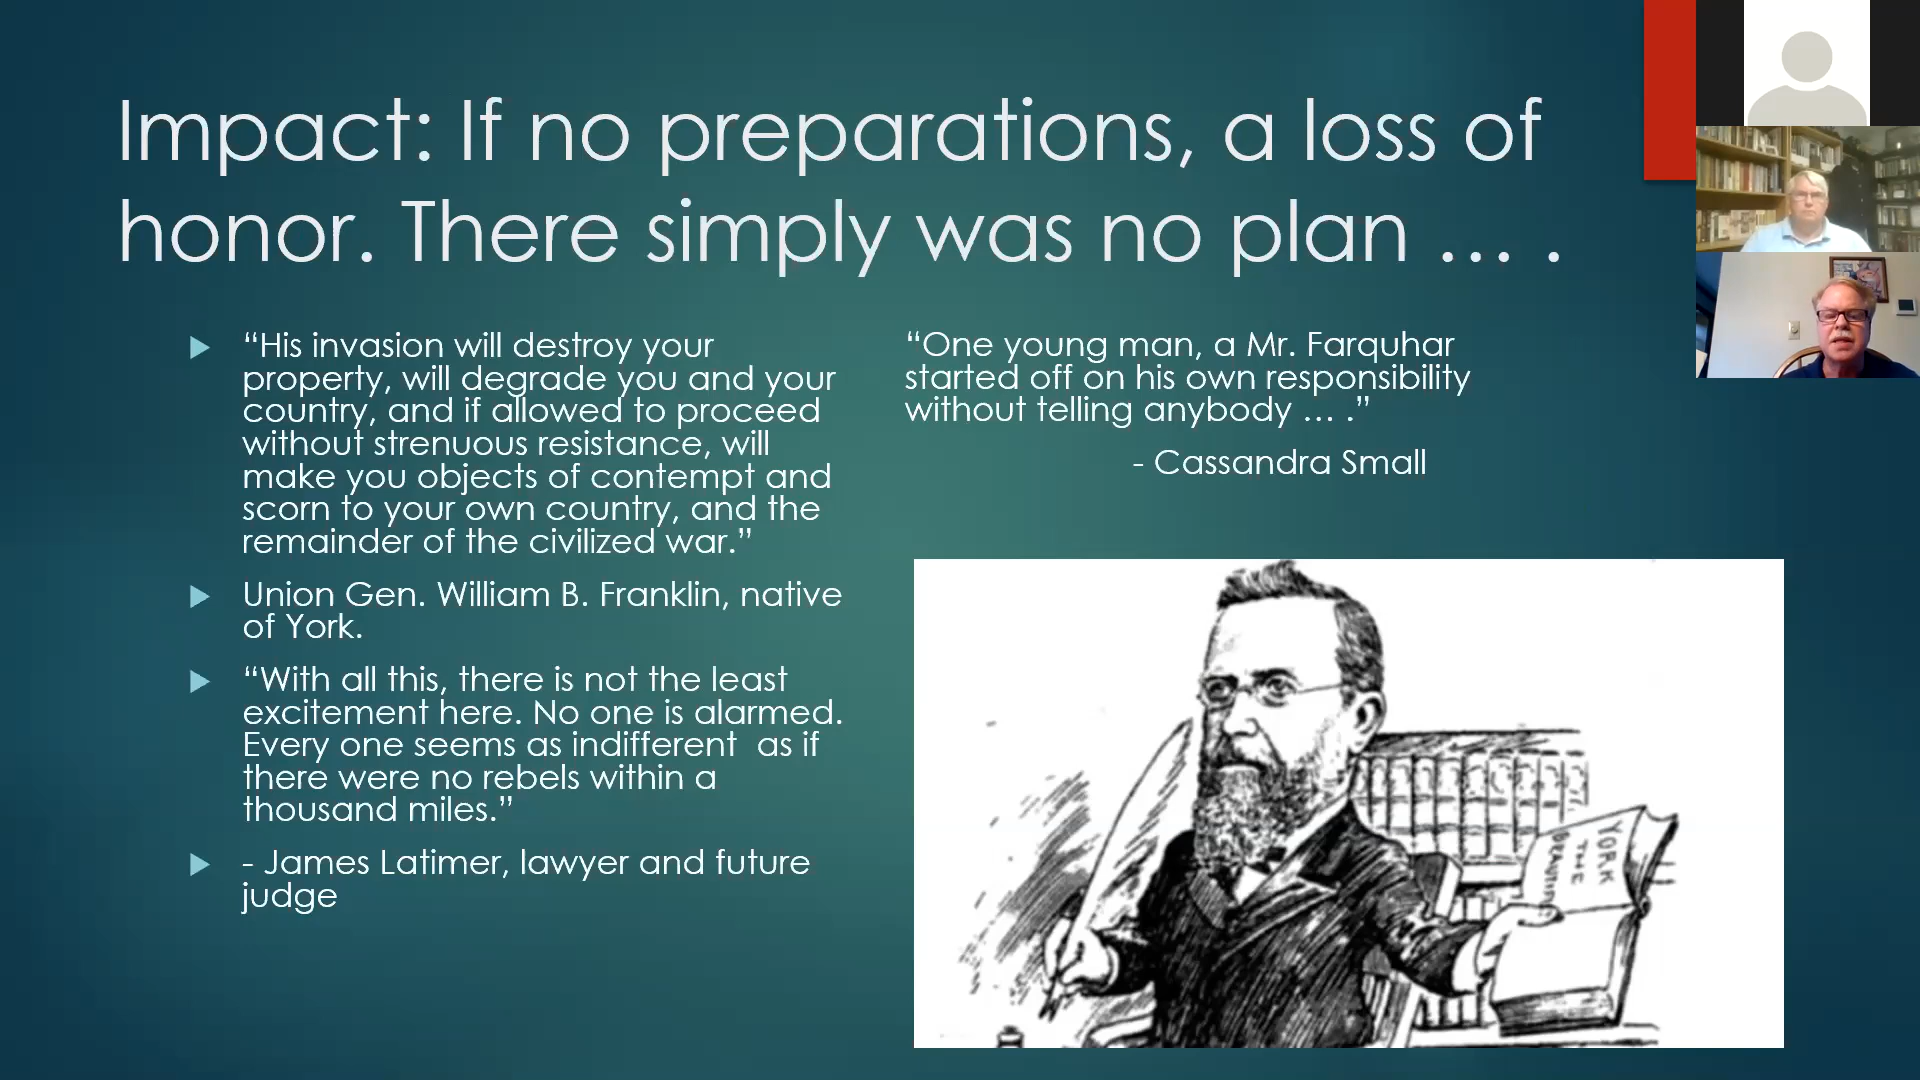 Impact: If no preparations, a loss of
honor. There simply was no plan … .
“His invasion will destroy your
property, will degrade you and your
country, and if allowed to proceed
without strenuous resistance, will
make you objects of contempt and
scorn to your own country, and the
remainder of the civilized war.”
Union Gen. William B. Franklin, native
of York.
“With all this, there is not the least
excitement here. No one is alarmed.
Every one seems as indifferent  as if
there were no rebels within a
thousand miles.”
- James Latimer, lawyer and future
judge
“One young man, a Mr. Farquhar
started off on his own responsibility
without telling anybody … .”
- Cassandra Small
YORK
THE
BEAUTIFUL